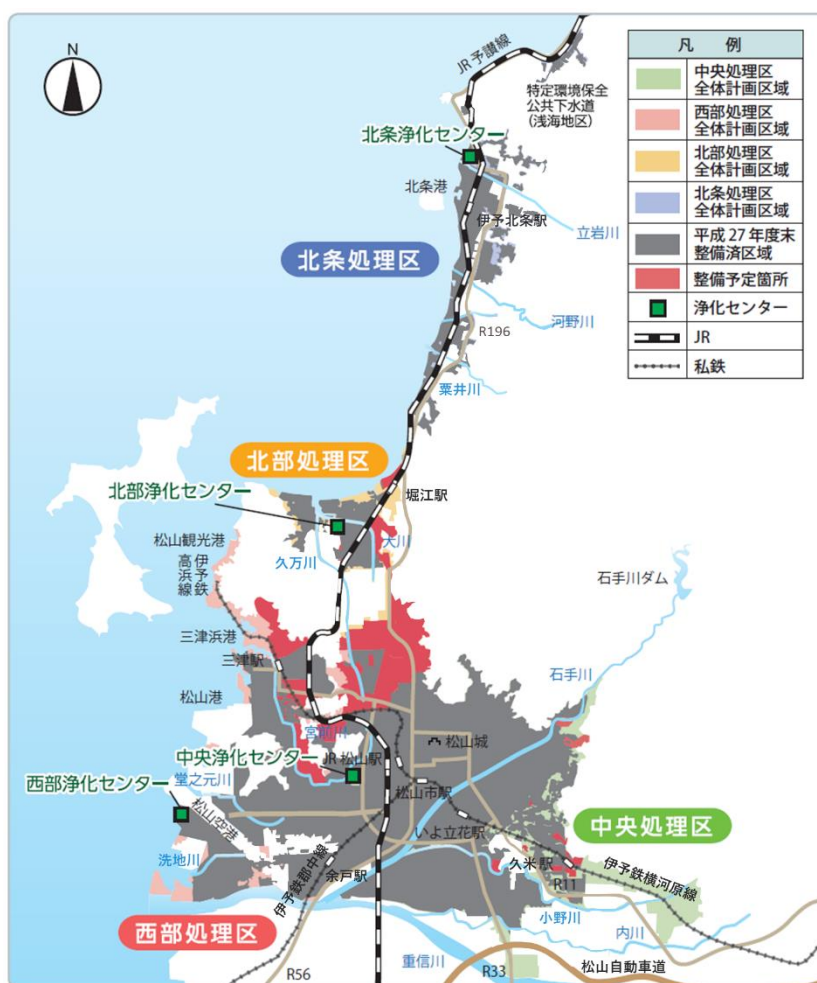 N
JR予讃線
特定環境保全
公共下水道
(浅海地区)
北条浄化センター
北条港
伊予北条駅
立岩川
北条処理区
河野川
R196
粟井川
北部処理区
北部浄化センター
堀江駅
松山観光港
大川
久万川
伊予鉄
高浜線
石手川ダム
三津浜港
三津駅
石手川
松山港
宮前川
松山城
中央浄化センター
JR松山駅
西部浄化センター
堂之元川
松山空港
松山市駅
中央処理区
いよ立花駅
洗地川
伊予鉄郡中線
余戸駅
久米駅
伊予鉄横河原線
R11
小野川
西部処理区
内川
重信川
松山自動車道
R56
R33
凡 例
中央処理区
全体計画区域
西部処理区
全体計画区域
北部処理区
全体計画区域
北条処理区
全体計画区域
平成27年度末
整備済区域
整備予定箇所
浄化センター
JR
私鉄